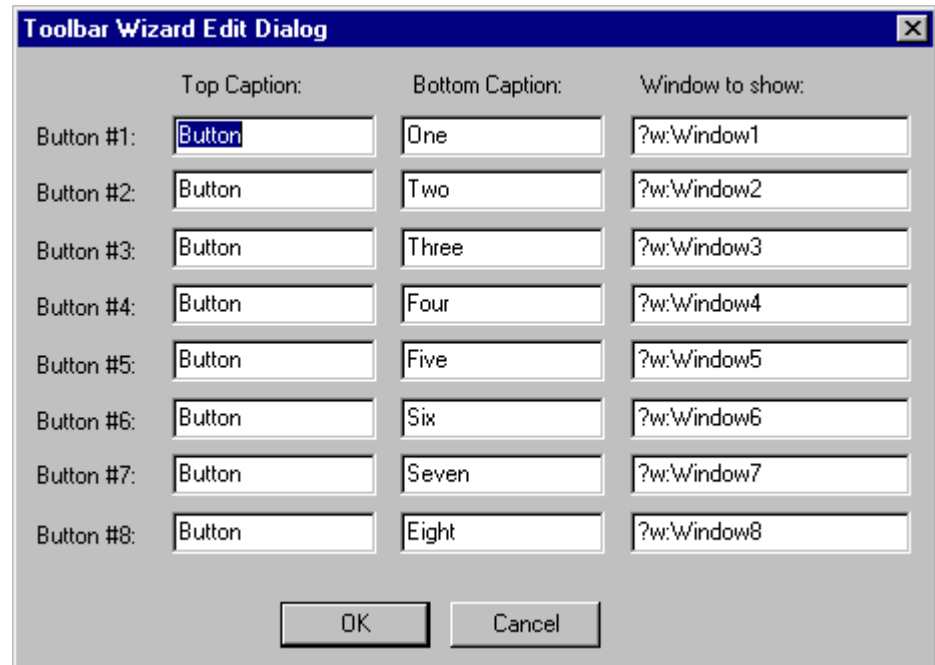 Toolbar Wizard Edit Dialog
Top Caption: Bottom Caption: Window to show:
Button #1: Button One ?w:Window1
Button #2: Button Two ?w:Window2
Button #3: Button Three ?w:Window3
Button #4: Button Four ?w:Window4
Button #5: Button Five ?w:Window5
Button #6: Button Six ?w:Window6
Button #7: Button Seven ?w:Window7
Button #8: Button Eight ?w:Window8
OK Cancel